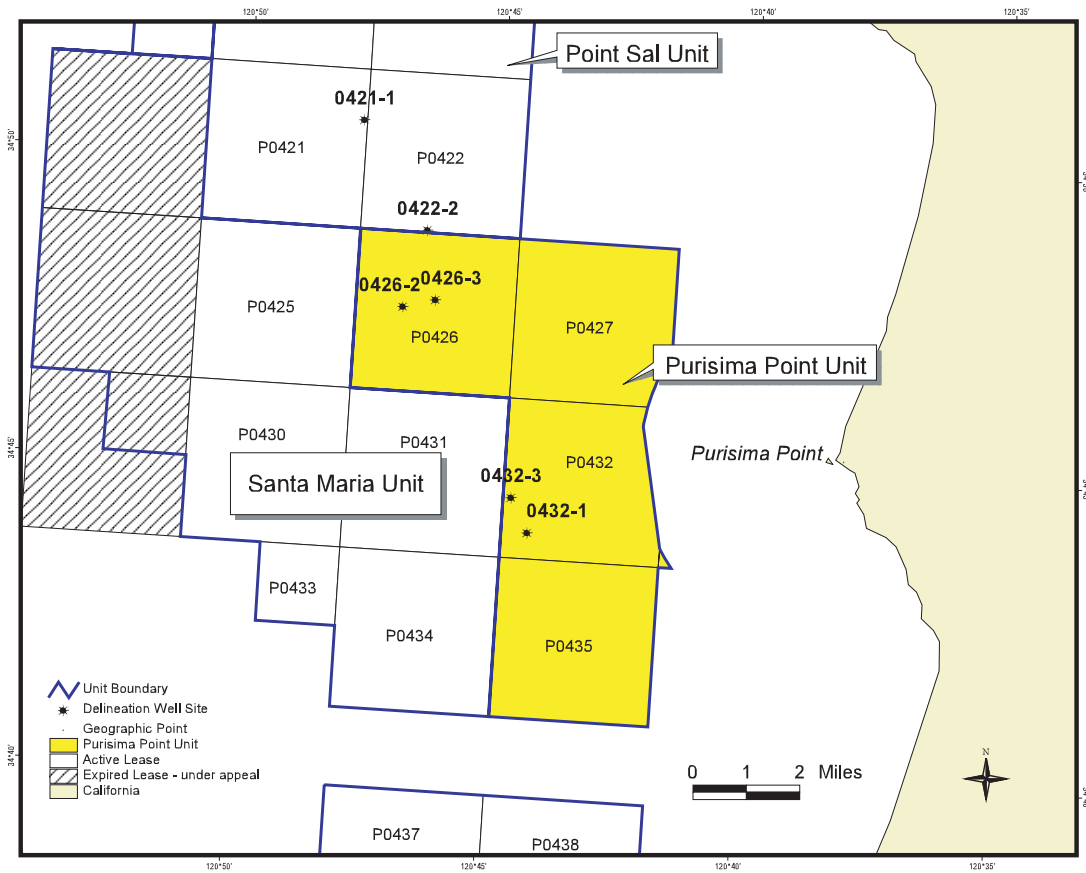 120°50' 120°45' 120°40' 120°35'
Point Sal Unit
0421-1
34°50'
P0421
P0422
0422-2
0426-2 0426-3
P0425
P0426
P0427
Purisima Point Unit
34°45'
P0430
P0431
Purisima Point
P0432
Santa Maria Unit
0432-3
0432-1
P0433
P0434
P0435
Unit Boundary
Delineation Well Site
Geographic Point
Purisima Point Unit
Active Lease
Expired Lease - under appeal
California
34°40'
N
0 1 2 Miles
P0437
P0438
120°50' 120°45' 120°40' 120°35'